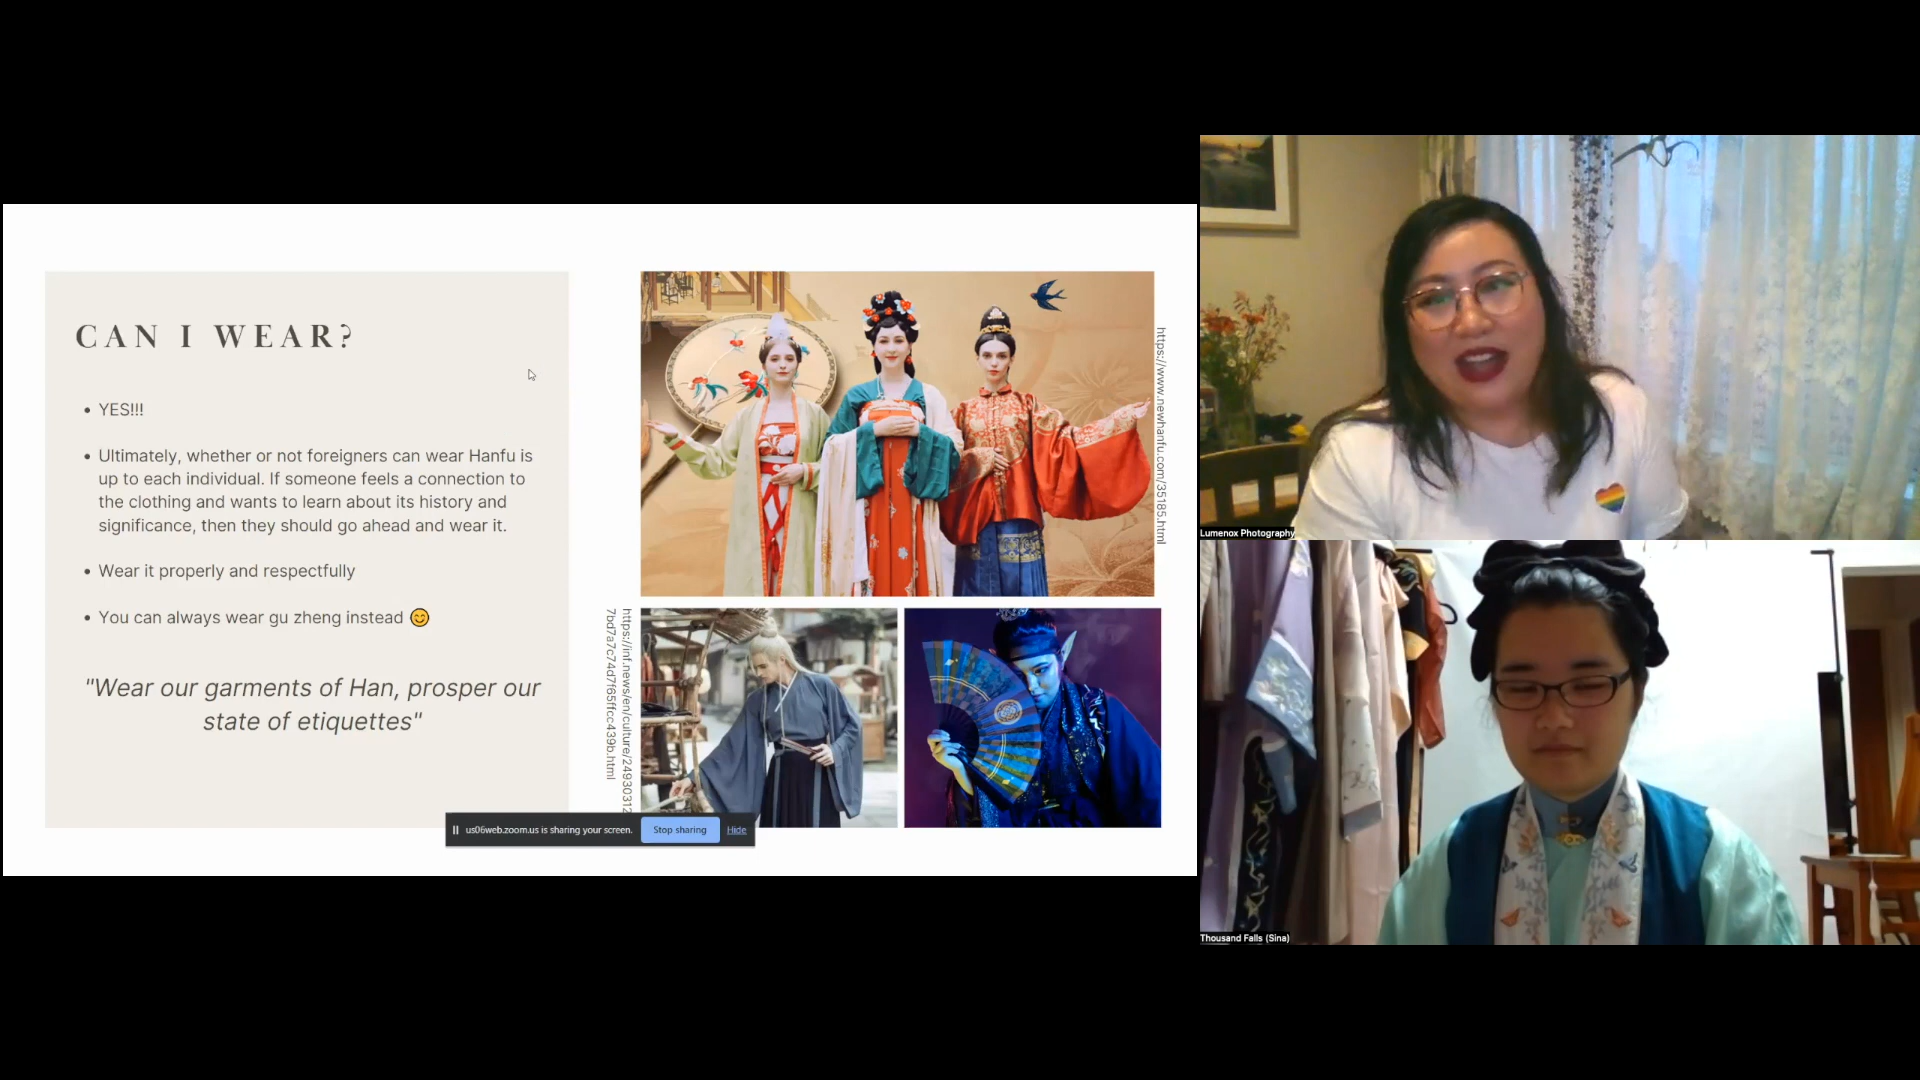 CAN I WEAR?
• YES!!!
• Ultimately, whether or not foreigners can wear Hanfu is
up to each individual. If someone feels a connection to
the clothing and wants to learn about its history and
significance, then they should go ahead and wear it.
• Wear it properly and respectfully
• You can always wear gu zheng instead 😊
"Wear our garments of Han, prosper our
state of etiquettes"
https://www.newhanfu.com/35185.html
https://inf.news/en/culture/24930312
7bd7a7c74d7f65ffcc439b.html
us06web.zoom.us is sharing your screen.
Stop sharing
Hide
Lumenox Photography
Thousand Falls (Sina)